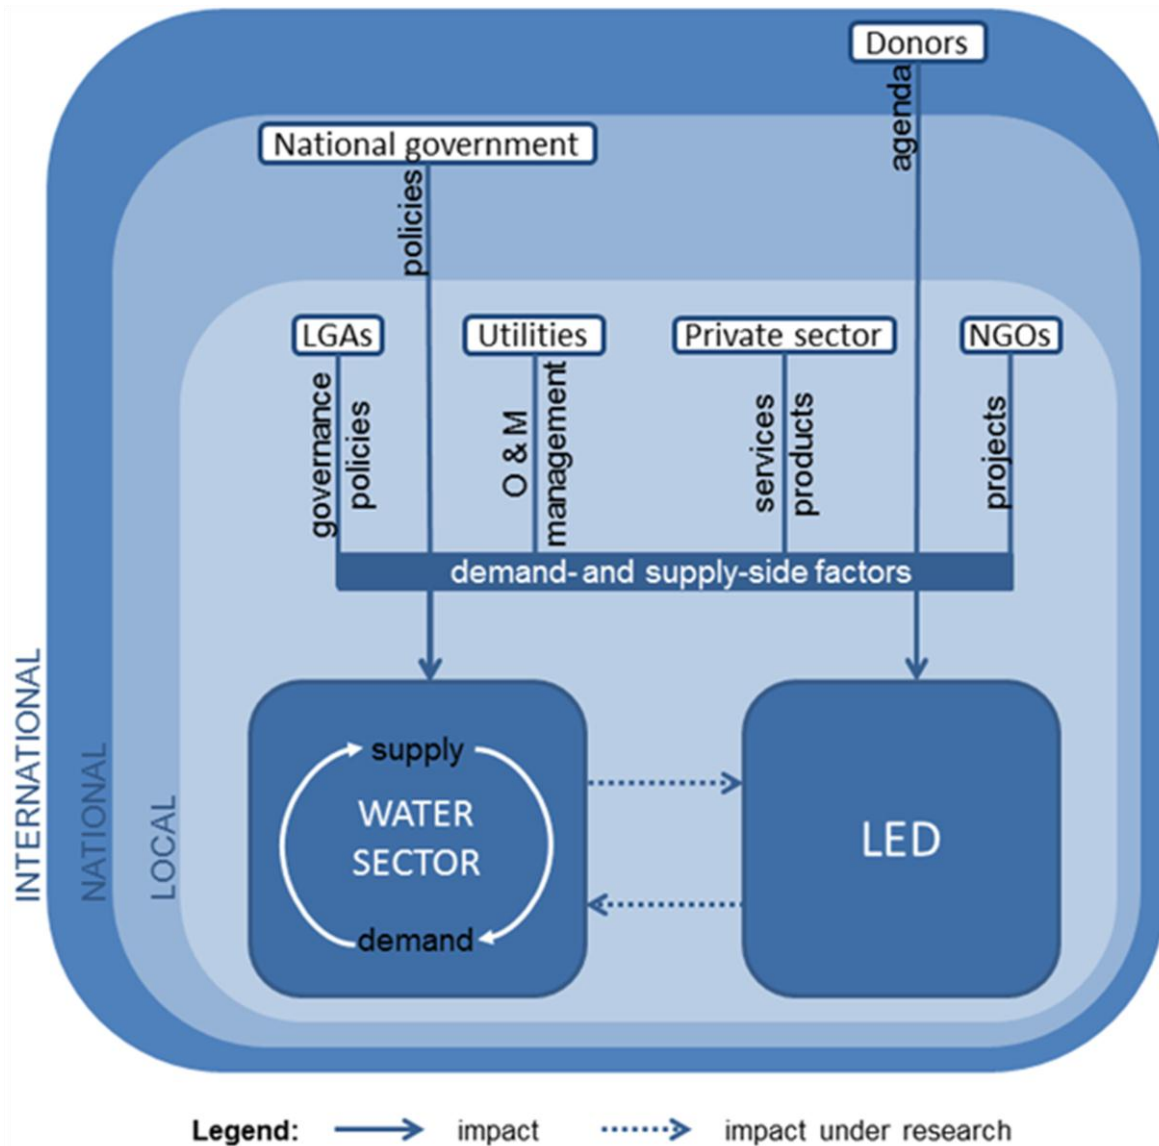 Donors
agenda
National government
policies
LGAs
Utilities
Private sector
NGOs
governance
policies
O & M
management
services
products
projects
demand- and supply-side factors
INTERNATIONAL
NATIONAL
LOCAL
supply
WATER
SECTOR
demand
LED
Legend: impact impact under research